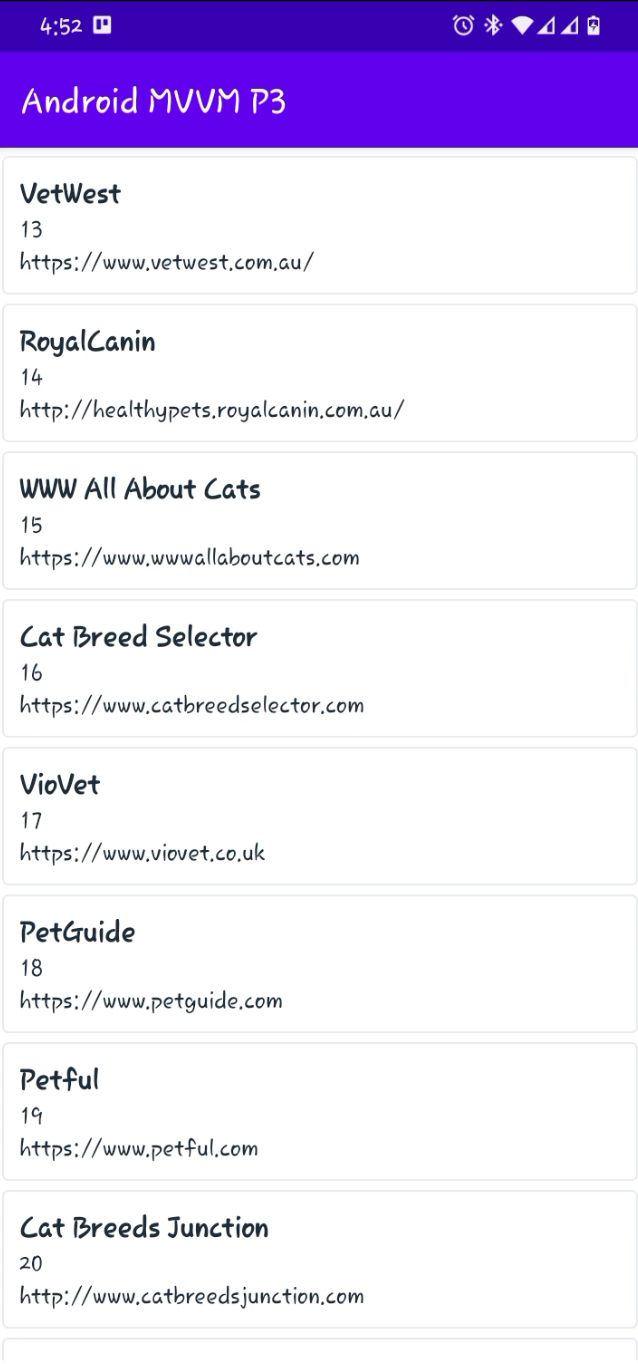 4:52
Android MVVM P3
VetWest
13
https://www.vetwest.com.au/
RoyalCanin
14
http://healthypets.royalcanin.com.au/
WWW All About Cats
15
https://www.wwwallaboutcats.com
Cat Breed Selector
16
https://www.catbreedselector.com
VioVet
17
https://www.viovet.co.uk
PetGuide
18
https://www.petguide.com
Petful
19
https://www.petful.com
Cat Breeds Junction
20
http://www.catbreedsjunction.com